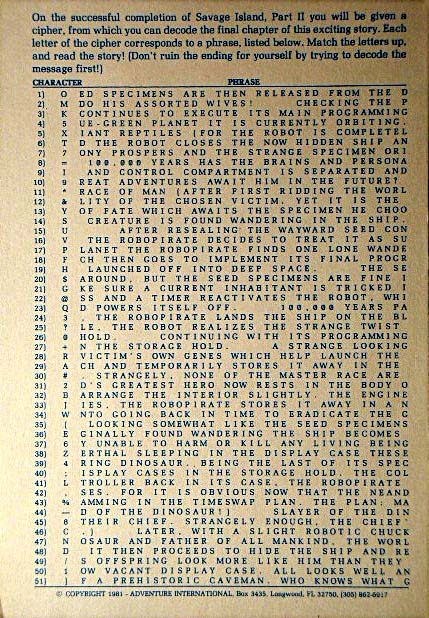 On the successful completion of Savage Island, Part II you will be given a
cipher, from which you can decode the final chapter of this exciting story. Each
letter of the cipher corresponds to a phrase, listed below. Match the letters up,
and read the story! (Don't ruin the ending for yourself by trying to decode the
message first!)
CHARACTER PHRASE
1) O ED SPECIMENS ARE THEN RELEASED FROM THE D
2) M DO HIS ASSORTED WIVES! CHECKING THE P
3) K CONTINUES TO EXECUTE ITS MAIN PROGRAMMING
4) 5 UE-GREEN PLANET IT IS CURRENTLY ORBITING.
5) X IANT REPTILES (FOR THE ROBOT IS COMPLETEL
6) T D THE ROBOT CLOSES THE NOW HIDDEN SHIP AN
7) 7 ONY PROSPERS AND THE STRANGE SPECIMEN ORI
8) = 100,000 YEARS HAS THE BRAINS AND PERSONA
9) I AND CONTROL COMPARTMENT IS SEPARATED AND
10) 9 REAT ADVENTURES AWAIT HIM IN THE FUTURE?
11) * RACE OF MAN (AFTER FIRST RIDDING THE WORL
12) & LITY OF THE CHOSEN VICTIM. YET IT IS THE
13) Y OF FATE WHICH AWAITS THE SPECIMEN HE CHOO
14) S CREATURE IS FOUND WANDERING IN THE SHIP.
15) U AFTER RESEALING THE WAYWARD SEED CON
16) V THE ROBOPIRATE DECIDES TO TREAT IT AS SU
17) P PLANET THE ROBOPIRATE FINDS ONE LONE WANDE
18) F CH THEN GOES TO IMPLEMENT ITS FINAL PROGR
19) H LAUNCHED OFF INTO DEEP SPACE. THE SE
20) $ AROUND, BUT THE SEED SPECIMENS ARE FINE I
21) G KE SURE A CURRENT INHABITANT IS TRICKED I
22) @ SS AND A TIMER REACTIVATES THE ROBOT, WHI
23) Q D POWERS ITSELF OFF. 100,000 YEARS PA
24) 3 . THE ROBOPIRATE LANDS THE SHIP ON THE BL
25) ? LE, THE ROBOT REALIZES THE STRANGE TWIST
26) HOLD. CONTINUING WITH ITS PROGRAMMING
27) + N THE STORAGE HOLD. A STRANGE LOOKING
28) R VICTIM'S OWN GENES WHICH HELP LAUNCH THE
29) A CH AND TEMPORARILY STORES IT AWAY IN THE
30) # . STRANGELY, NONE OF THE MASTER RACE ARE
31) 2 D'S GREATEST HERO NOW RESTS IN THE BODY O
32) B ARRANGE THE INTERIOR SLIGHTLY. THE ENGINE
33) J IES, THE ROBOPIRATE STORES IT AWAY IN A N
34) W NTO GOING BACK IN TIME TO ERADICATE THE G
35) ( LOOKING SOMEWHAT LIKE THE SEED SPECIMENS
36) E GINALLY FOUND WANDERING THE SHIP BECOMES
37) 6 Y UNABLE TO HARM OR KILL ANY LIVING BEING
38) Z ERTHAL SLEEPING IN THE DISPLAY CASE THESE
39) 4 RING DINOSAUR, BEING THE LAST OF ITS SPEC
40) ; ISPLAY CASES IN THE STORAGE HOLD. THE COL
41) L TROLLER BACK IN ITS CASE, THE ROBOPIRATE
42) SES. FOR IT IS OBVIOUS NOW THAT THE NEAND
43) % AMMING IN THE TIMESWAP PLAN. THE PLAN: MA
44) — D OF THE DINOSAUR!) SLAYER OF THE DIN
45) 8 THEIR CHIEF. STRANGELY ENOUGH, THE CHIEF'
46) C .) LATER, WITH A SLIGHT ROBOTIC CHUCK
47) N OSAUR AND FATHER OF ALL MANKIND. THE WORL
48) D IT THEN PROCEEDS TO HIDE THE SHIP AND RE
49) / S OFFSPRING LOOK MORE LIKE HIM THAN THEY
50) 1 OW VACANT DISPLAY CASE. ALL LOOKS WELL AN
51) ) F A PREHISTORIC CAVEMAN. WHO KNOWS WHAT G
© COPYRIGHT 1981 - ADVENTURE INTERNATIONAL, Box 3435, Longwood, FL 32750, (305) 862-6917